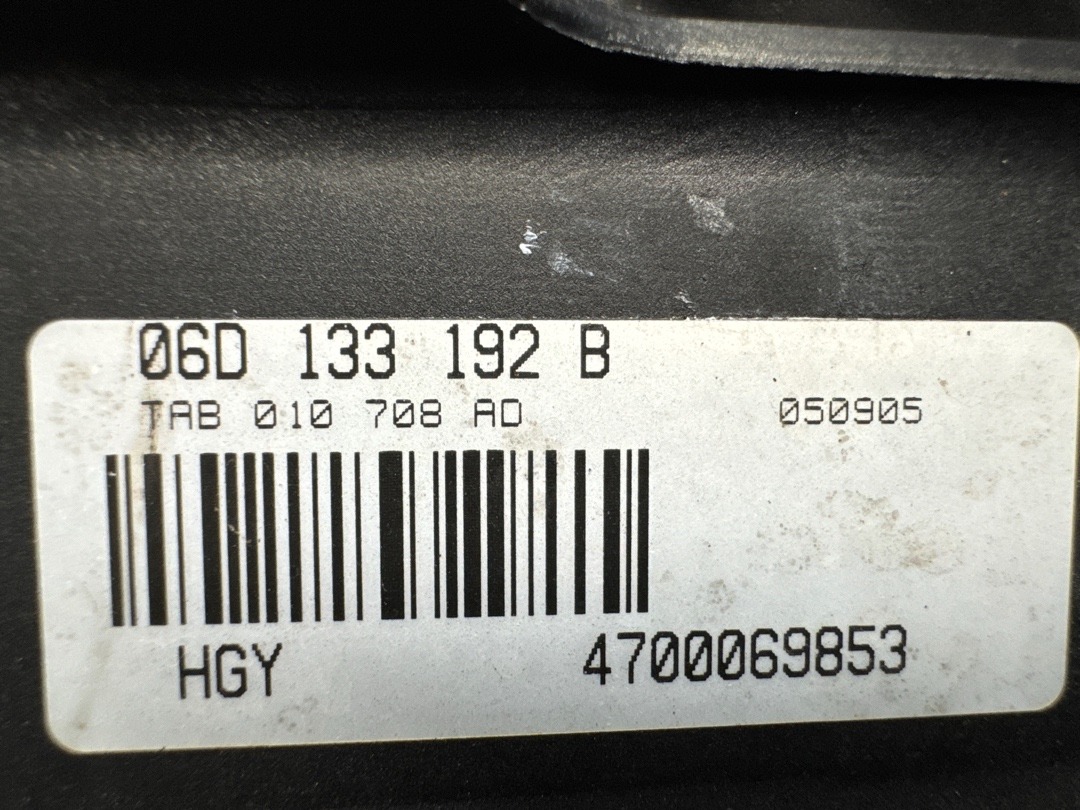 06D 133 192 B
TAB 010 708 AD 050905
HGY 4700069853